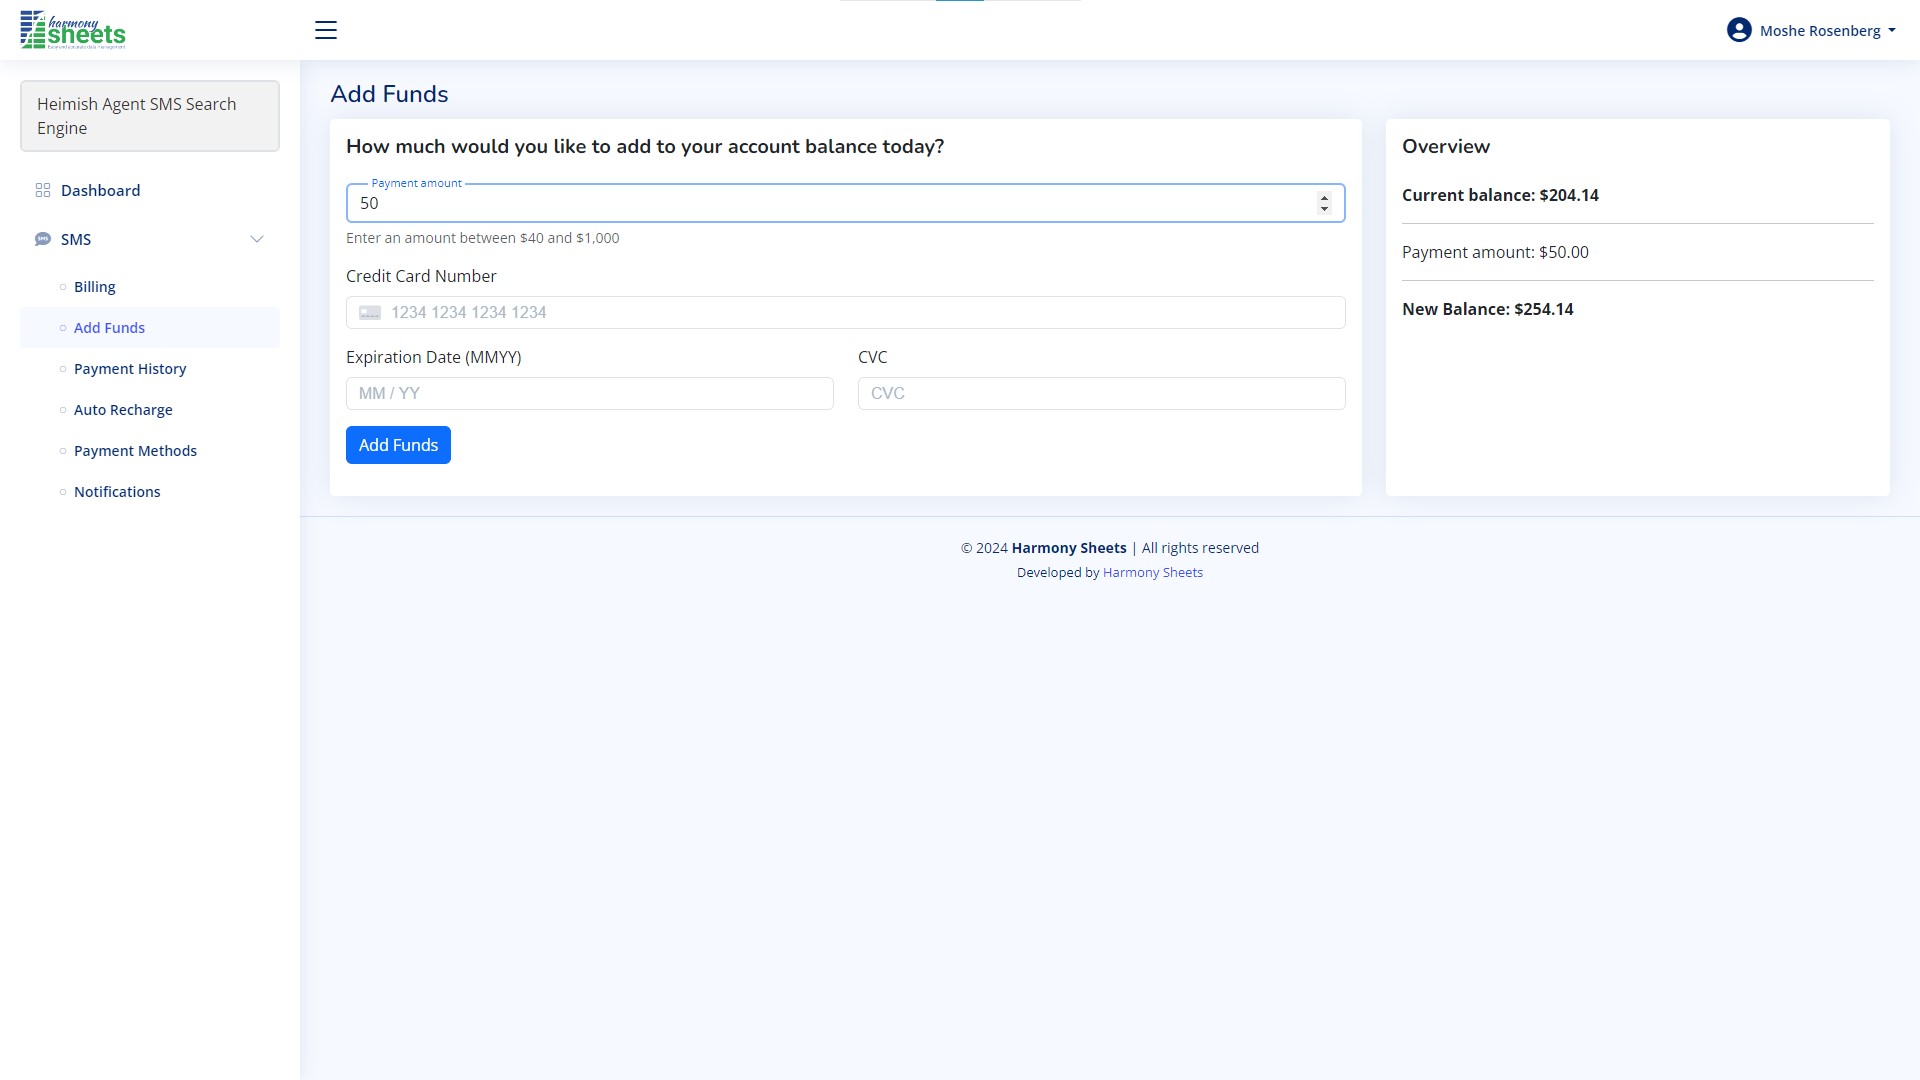 harmony
sheets
Moshe Rosenberg
Heimish Agent SMS Search
Engine
Dashboard
SMS
Billing
Add Funds
Payment History
Auto Recharge
Payment Methods
Notifications
Add Funds
How much would you like to add to your account balance today?
Payment amount
50
Enter an amount between $40 and $1,000
Credit Card Number
1234 1234 1234 1234
Expiration Date (MMYY)
CVC
MM / YY
CVC
Add Funds
Overview
Current balance: $204.14
Payment amount: $50.00
New Balance: $254.14
© 2024 Harmony Sheets | All rights reserved
Developed by Harmony Sheets